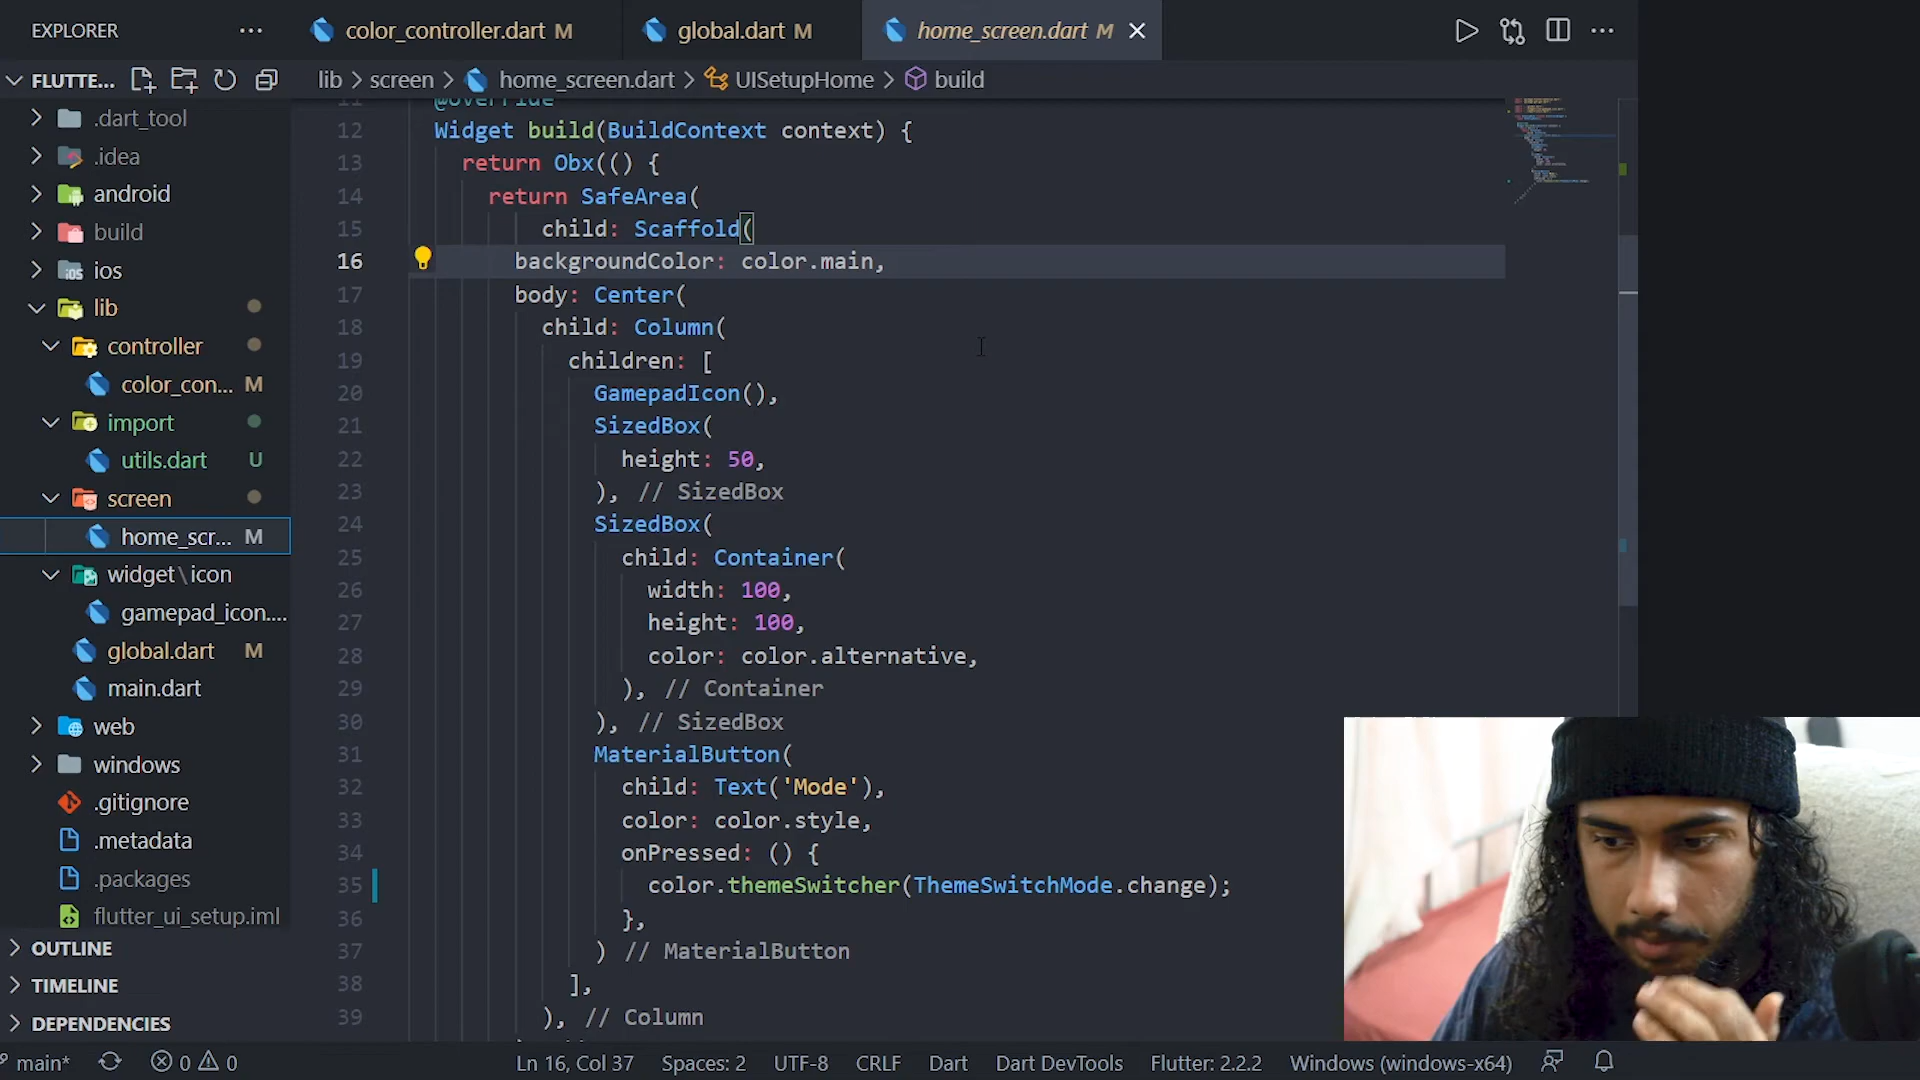 EXPLORER
color_controller.dart M
global.dart M
home_screen.dart M
FLUTTE...
lib > screen > home_screen.dart > UISetupHome > build
.dart_tool
.idea
android
build
ios
lib
controller
color_con... M
import
utils.dart U
screen
home_scr... M
widget\icon
gamepad_icon....
global.dart M
main.dart
web
windows
.gitignore
.metadata
.packages
flutter_ui_setup.iml
OUTLINE
TIMELINE
DEPENDENCIES
11 @override
12 Widget build(BuildContext context) {
13 return Obx(() {
14 return SafeArea(
15 child: Scaffold(
16 backgroundColor: color.main,
17 body: Center(
18 child: Column(
19 children: [
20 GamepadIcon(),
21 SizedBox(
22 height: 50,
23 ), // SizedBox
24 SizedBox(
25 child: Container(
26 width: 100,
27 height: 100,
28 color: color.alternative,
29 ), // Container
30 ), // SizedBox
31 MaterialButton(
32 child: Text('Mode'),
33 color: color.style,
34 onPressed: () {
35 color.themeSwitcher(ThemeSwitchMode.change);
36 },
37 ) // MaterialButton
38 ],
39 ), // Column
main* 0 0 Ln 16, Col 37 Spaces: 2 UTF-8 CRLF Dart Dart DevTools Flutter: 2.2.2 Windows (windows-x64)